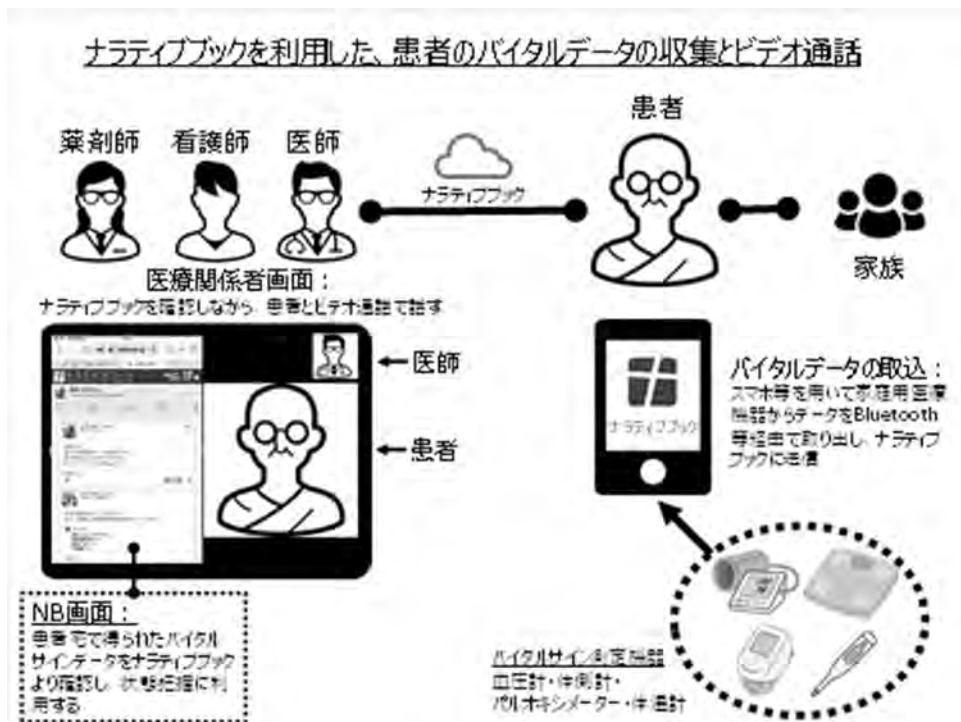 ナラティブブックを利用した、患者のバイタルデータの収集とビデオ通話
薬剤師
看護師
医師
ナラティブブック
患者
家族
医療関係者画面：
ナラティブブックを確認しながら、患者とビデオ通話で話す
医師
患者
ナラティブブック
バイタルデータの取込：
スマホ等を用いて家庭用医療
機器からデータをBluetooth
等経由で取り出し、ナラティブ
ブックに送信
NB画面：
患者宅で得られたバイタル
サインデータをナラティブブック
より確認し、状態把握に利
用する
バイタルサイン測定機器
血圧計・体重計・
パルオキシメーター・体温計